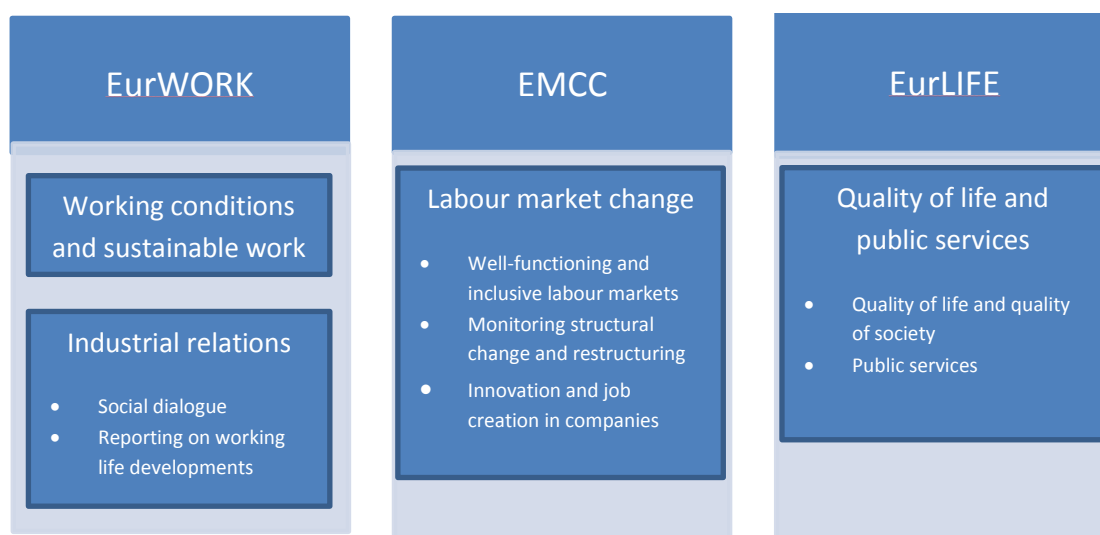 EurWORK
Working conditions
and sustainable work
Industrial relations
• Social dialogue
• Reporting on working
life developments
EMCC
Labour market change
• Well-functioning and
inclusive labour markets
• Monitoring structural
change and restructuring
• Innovation and job
creation in companies
EurLIFE
Quality of life and
public services
• Quality of life and quality
of society
• Public services